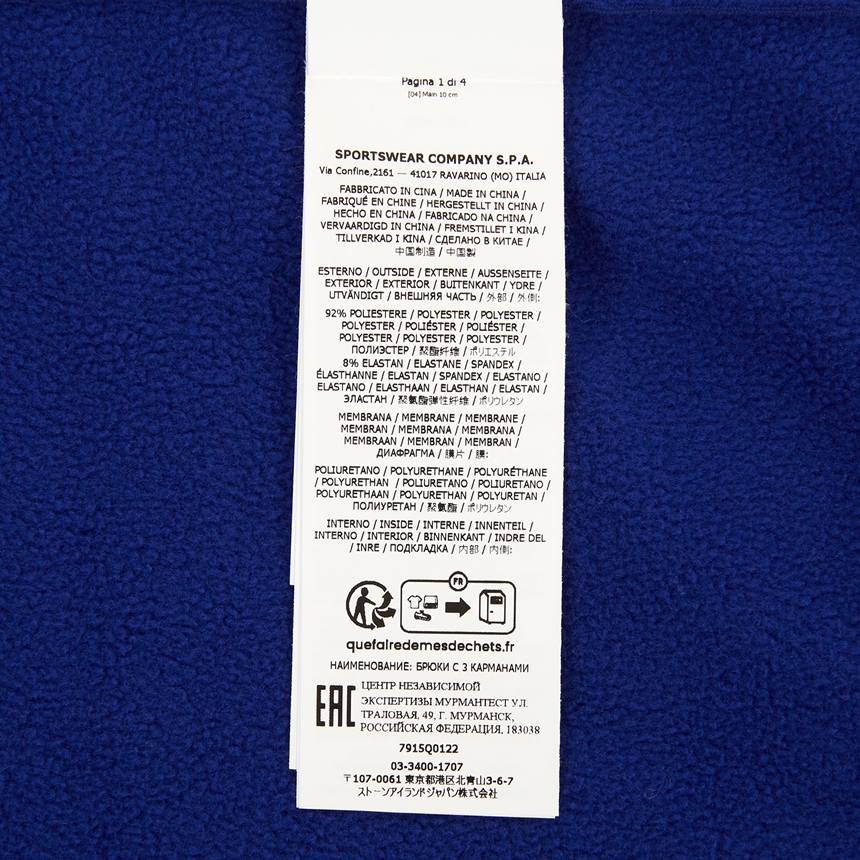 Pagina 1 di 4
[04] Main 10 cm
SPORTSWEAR COMPANY S.P.A.
Via Confine,2161 — 41017 RAVARINO (MO) ITALIA
FABBRICATO IN CINA / MADE IN CHINA /
FABRIQUÉ EN CHINE / HERGESTELLT IN CHINA /
HECHO EN CHINA / FABRICADO NA CHINA /
VERVAARDIGD IN CHINA / FREMSTILLET I KINA /
TILLVERKAD I KINA / СДЕЛАНО В КИТАЕ /
中国制造 / 中国製
ESTERNO / OUTSIDE / EXTERNE / AUSSENSEITE /
EXTERIOR / EXTERIOR / BUITENKANT / YDRE /
UTVÄNDIGT / ВНЕШНЯЯ ЧАСТЬ / 外部 / 外側:
92% POLIESTERE / POLYESTER / POLYESTER /
POLYESTER / POLIÉSTER / POLIÉSTER /
POLYESTER / POLYESTER / POLYESTER /
ПОЛИЭСТЕР / 聚酯纤维 / ポリエステル
8% ELASTAN / ELASTANE / SPANDEX /
ÉLASTHANNE / ELASTAN / SPANDEX / ELASTANO /
ELASTANO / ELASTHAAN / ELASTHAN / ELASTAN /
ЭЛАСТАН / 聚氨酯弹性纤维 / ポリウレタン
MEMBRANA / MEMBRANE / MEMBRANE /
MEMBRAN / MEMBRANA / MEMBRANA /
MEMBRAAN / MEMBRAN / MEMBRAN /
ДИАФРАГМА / 膜片 / 膜:
POLIURETANO / POLYURETHANE / POLYURÉTHANE
/ POLYURETHAN / POLIURETANO / POLIURETANO /
POLYURETHAAN / POLYURETHAN / POLYURETAN /
ПОЛИУРЕТАН / 聚氨酯 / ポリウレタン
INTERNO / INSIDE / INTERNE / INNENTEIL /
INTERNO / INTERIOR / BINNENKANT / INDRE DEL
/ INRE / ПОДКЛАДКА / 内部 / 内側:
FR
quefairedemesdechets.fr
НАИМЕНОВАНИЕ: БРЮКИ С 3 КАРМАНАМИ
EAC
ЦЕНТР НЕЗАВИСИМОЙ
ЭКСПЕРТИЗЫ МУРМАНТЕСТ УЛ.
ТРАЛОВАЯ, 49, Г. МУРМАНСК,
РОССИЙСКАЯ ФЕДЕРАЦИЯ, 183038
7915Q0122
03-3400-1707
〒107-0061 東京都港区北青山3-6-7
ストーンアイランドジャパン株式会社